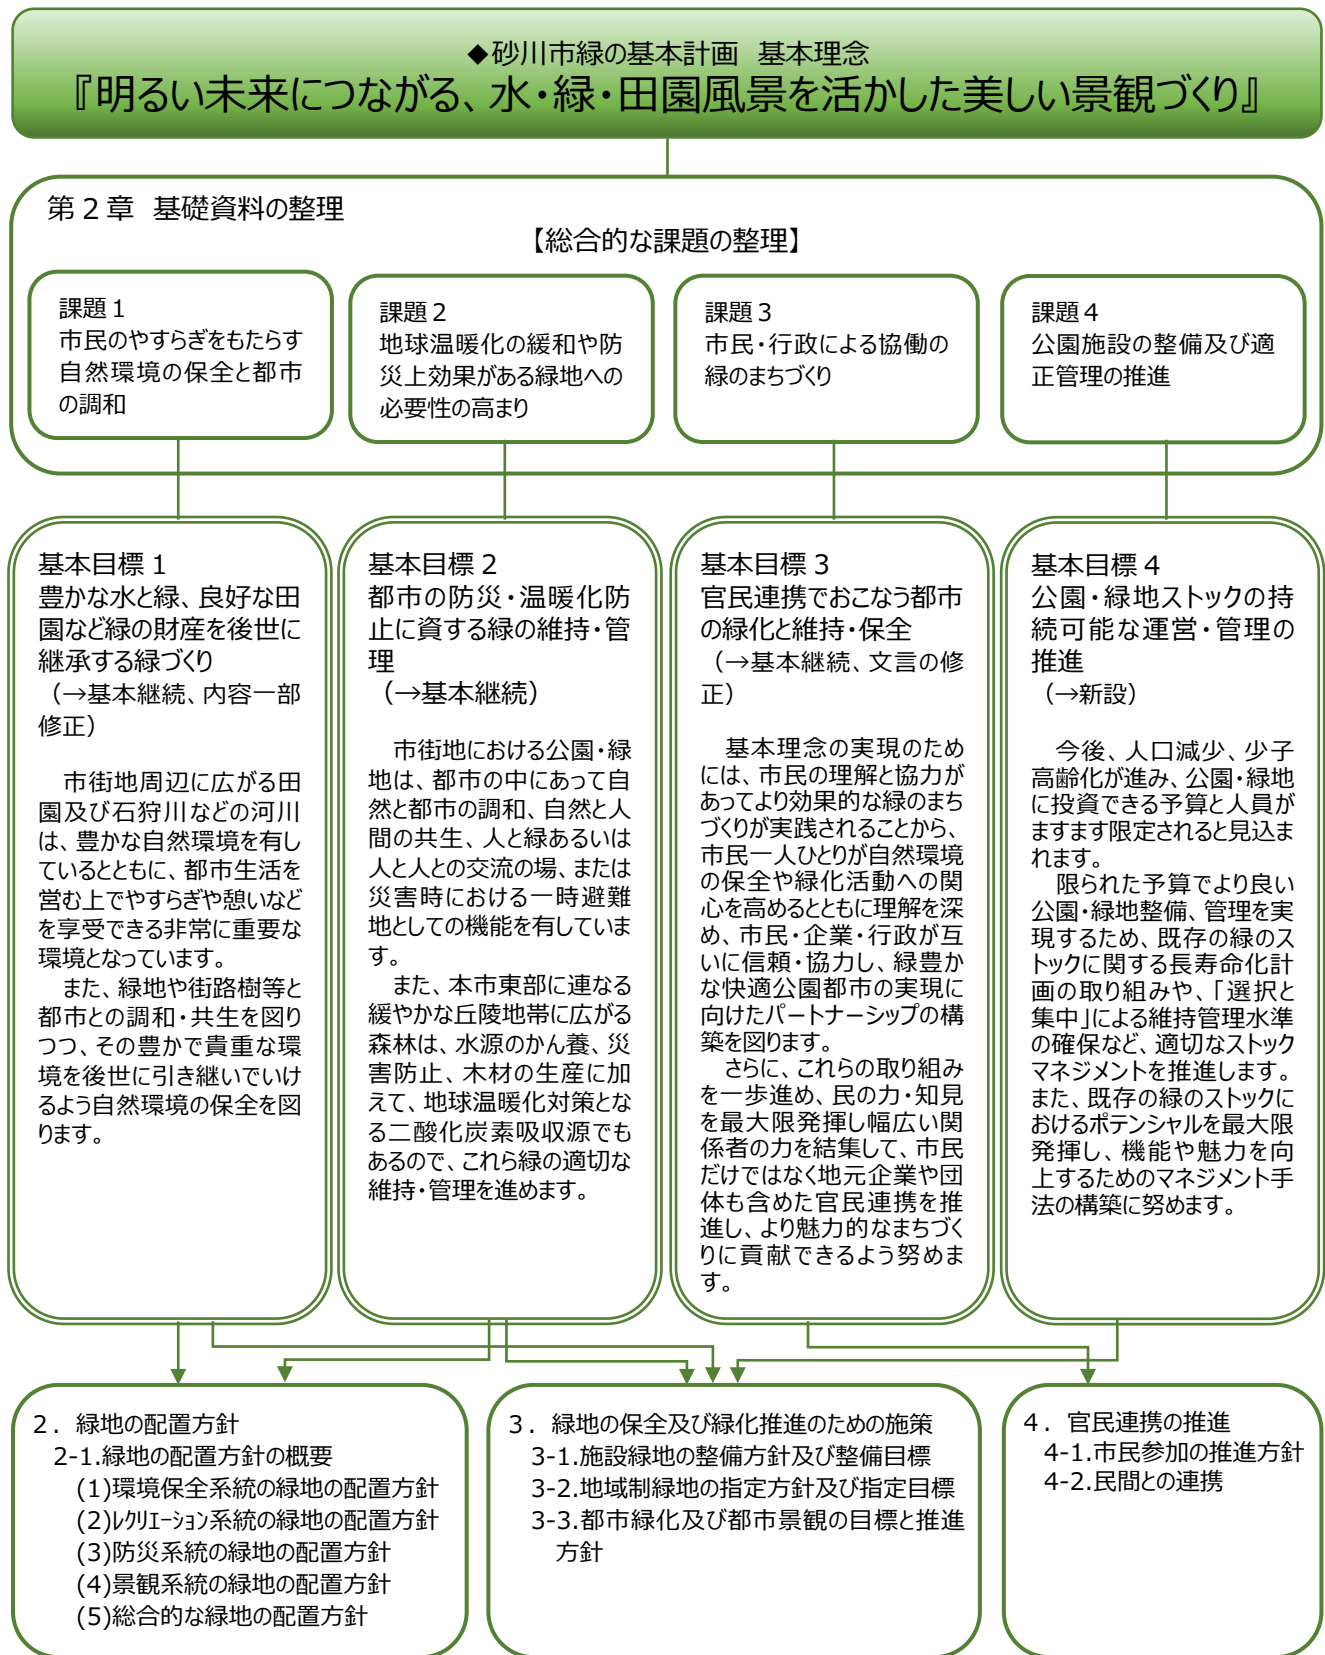 ◆砂川市緑の基本計画 基本理念
『明るい未来につながる、水・緑・田園風景を活かした美しい景観づくり』
第２章 基礎資料の整理
【総合的な課題の整理】
課題１
市民のやすらぎをもたらす
自然環境の保全と都市
の調和
課題２
地球温暖化の緩和や防
災上効果がある緑地への
必要性の高まり
課題３
市民・行政による協働の
緑のまちづくり
課題４
公園施設の整備及び適
正管理の推進
基本目標１
豊かな水と緑、良好な田
園など緑の財産を後世に
継承する緑づくり
（→基本継続、内容一部
修正）
市街地周辺に広がる田
園及び石狩川などの河川
は、豊かな自然環境を有し
ているとともに、都市生活を
営む上でやすらぎや憩いなど
を享受できる非常に重要な
環境となっています。
また、緑地や街路樹等と
都市との調和・共生を図り
つつ、その豊かで貴重な環
境を後世に引き継いでいけ
るよう自然環境の保全を図
ります。
基本目標２
都市の防災・温暖化防
止に資する緑の維持・管
理
（→基本継続）
市街地における公園・緑
地は、都市の中にあって自
然と都市の調和、自然と人
間の共生、人と緑あるいは
人と人との交流の場、または
災害時における一時避難
地としての機能を有していま
す。
また、本市東部に連なる
緩やかな丘陵地帯に広がる
森林は、水源のかん養、災
害防止、木材の生産に加
えて、地球温暖化対策とな
る二酸化炭素吸収源でも
あるので、これら緑の適切な
維持・管理を進めます。
基本目標３
官民連携でおこなう都市
の緑化と維持・保全
（→基本継続、文言の修
正）
基本理念の実現のため
には、市民の理解と協力が
あってより効果的な緑のまち
づくりが実践されることから、
市民一人ひとりが自然環境
の保全や緑化活動への関
心を高めるとともに理解を深
め、市民・企業・行政が互
いに信頼・協力し、緑豊か
な快適公園都市の実現に
向けたパートナーシップの構
築を図ります。
さらに、これらの取り組み
を一歩進め、民の力・知見
を最大限発揮し幅広い関
係者の力を結集して、市民
だけではなく地元企業や団
体も含めた官民連携を推
進し、より魅力的なまちづく
りに貢献できるよう努めま
す。
基本目標４
公園・緑地ストックの持
続可能な運営・管理の
推進
（→新設）
今後、人口減少、少子
高齢化が進み、公園・緑地
に投資できる予算と人員が
ますます限定されると見込ま
れます。
限られた予算でより良い
公園・緑地整備、管理を実
現するため、既存の緑のス
トックに関する長寿命化計
画の取り組みや、「選択と
集中」による維持管理水準
の確保など、適切なストック
マネジメントを推進します。
また、既存の緑のストックに
おけるポテンシャルを最大限
発揮し、機能や魅力を向
上するためのマネジメント手
法の構築に努めます。
２．緑地の配置方針
2-1.緑地の配置方針の概要
(1)環境保全系統の緑地の配置方針
(2)ﾚｸﾘｴｰｼｮﾝ系統の緑地の配置方針
(3)防災系統の緑地の配置方針
(4)景観系統の緑地の配置方針
(5)総合的な緑地の配置方針
３．緑地の保全及び緑化推進のための施策
3-1.施設緑地の整備方針及び整備目標
3-2.地域制緑地の指定方針及び指定目標
3-3.都市緑化及び都市景観の目標と推進
方針
４．官民連携の推進
4-1.市民参加の推進方針
4-2.民間との連携